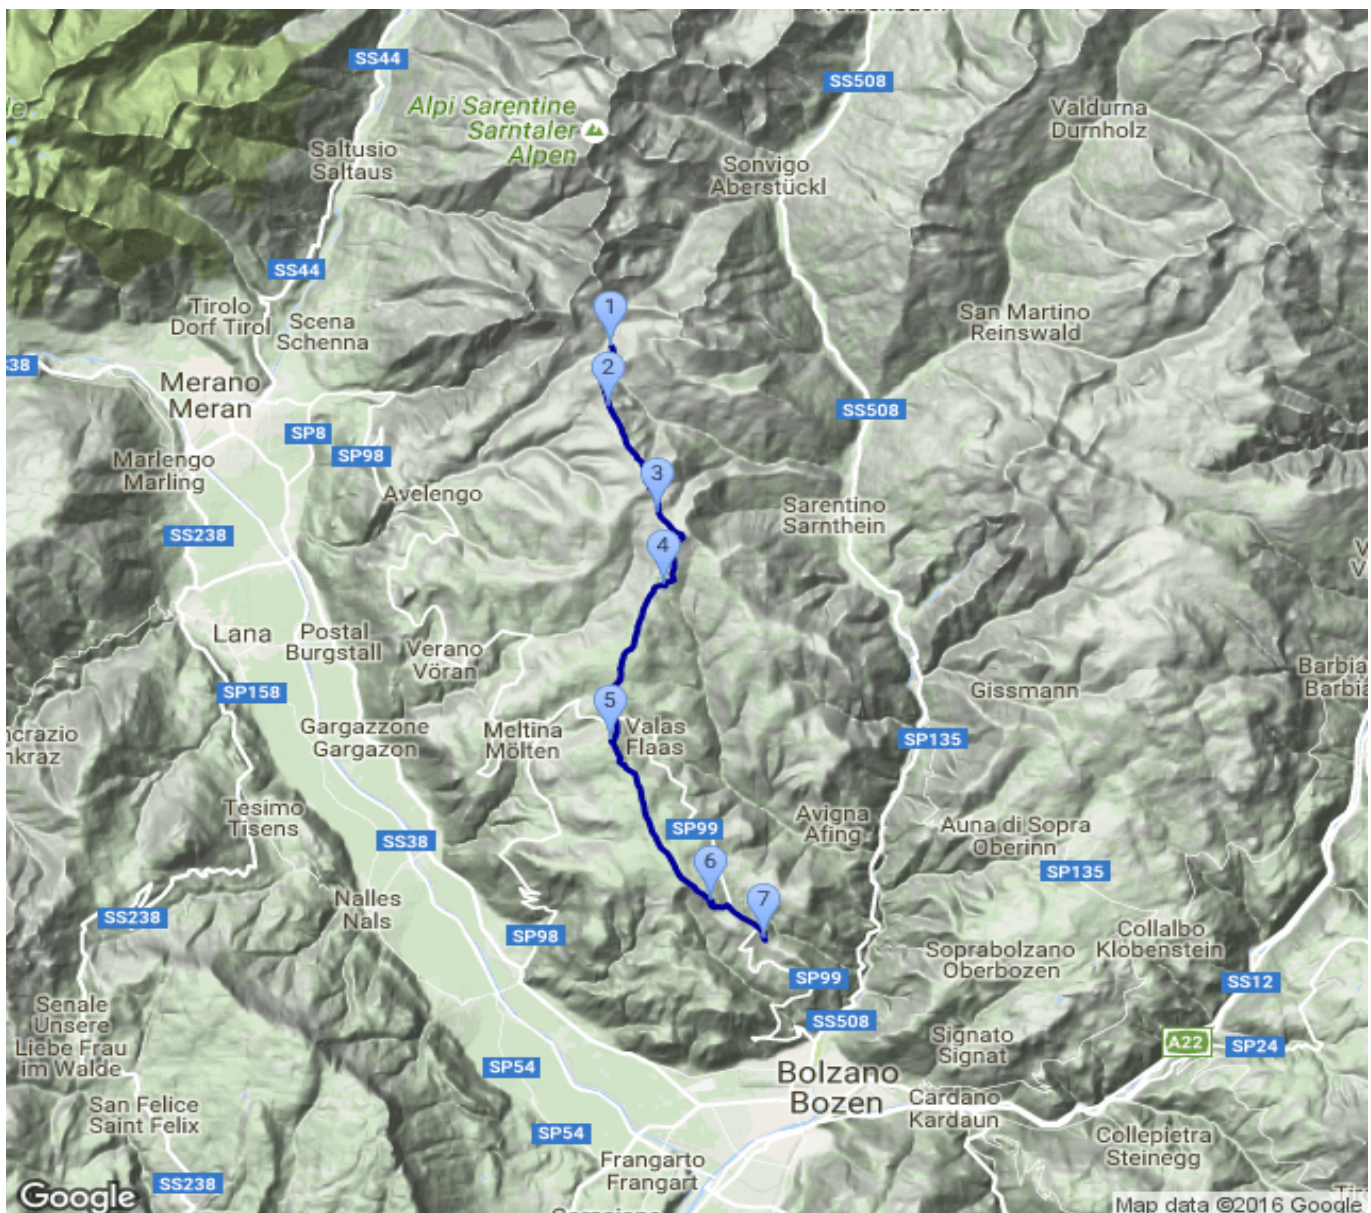 SS44
SS508
Alpi Sarentine
Sarntaler
Alpen
Valdurna
Durnholz
Saltusio
Saltaus
Sonvigo
Aberstückl
SS44
Tirolo
Dorf Tirol
Scena
Schenna
1
San Martino
Reinswald
2
Merano
Meran
SS508
SP8
SP98
Marlengo
Marling
Avelengo
3
Sarentino
Sarnthein
SS238
4
Lana
Postal
Burgstall
Verano
Vöran
SP158
Gissmann
5
Gargazzone
Gargazon
Meltina
Mölten
Valas
Flaas
SP135
Tesimo
Tisens
SS38
SP99
Avigna
Afing
Auna di Sopra
Oberinn
SP135
6
7
Nalles
Nals
SS238
SP98
Collalbo
Klobenstein
Soprabolzano
Oberbozen
SP99
SS12
Senale
Unsere
Liebe Frau
im Walde
SS508
Signato
Signat
A22
SP24
SP54
Bolzano
Bozen
San Felice
Saint Felix
Cardano
Kardaun
SP54
Collepietra
Steinegg
Frangarto
Frangart
SS238
Google
Map data ©2016 Google